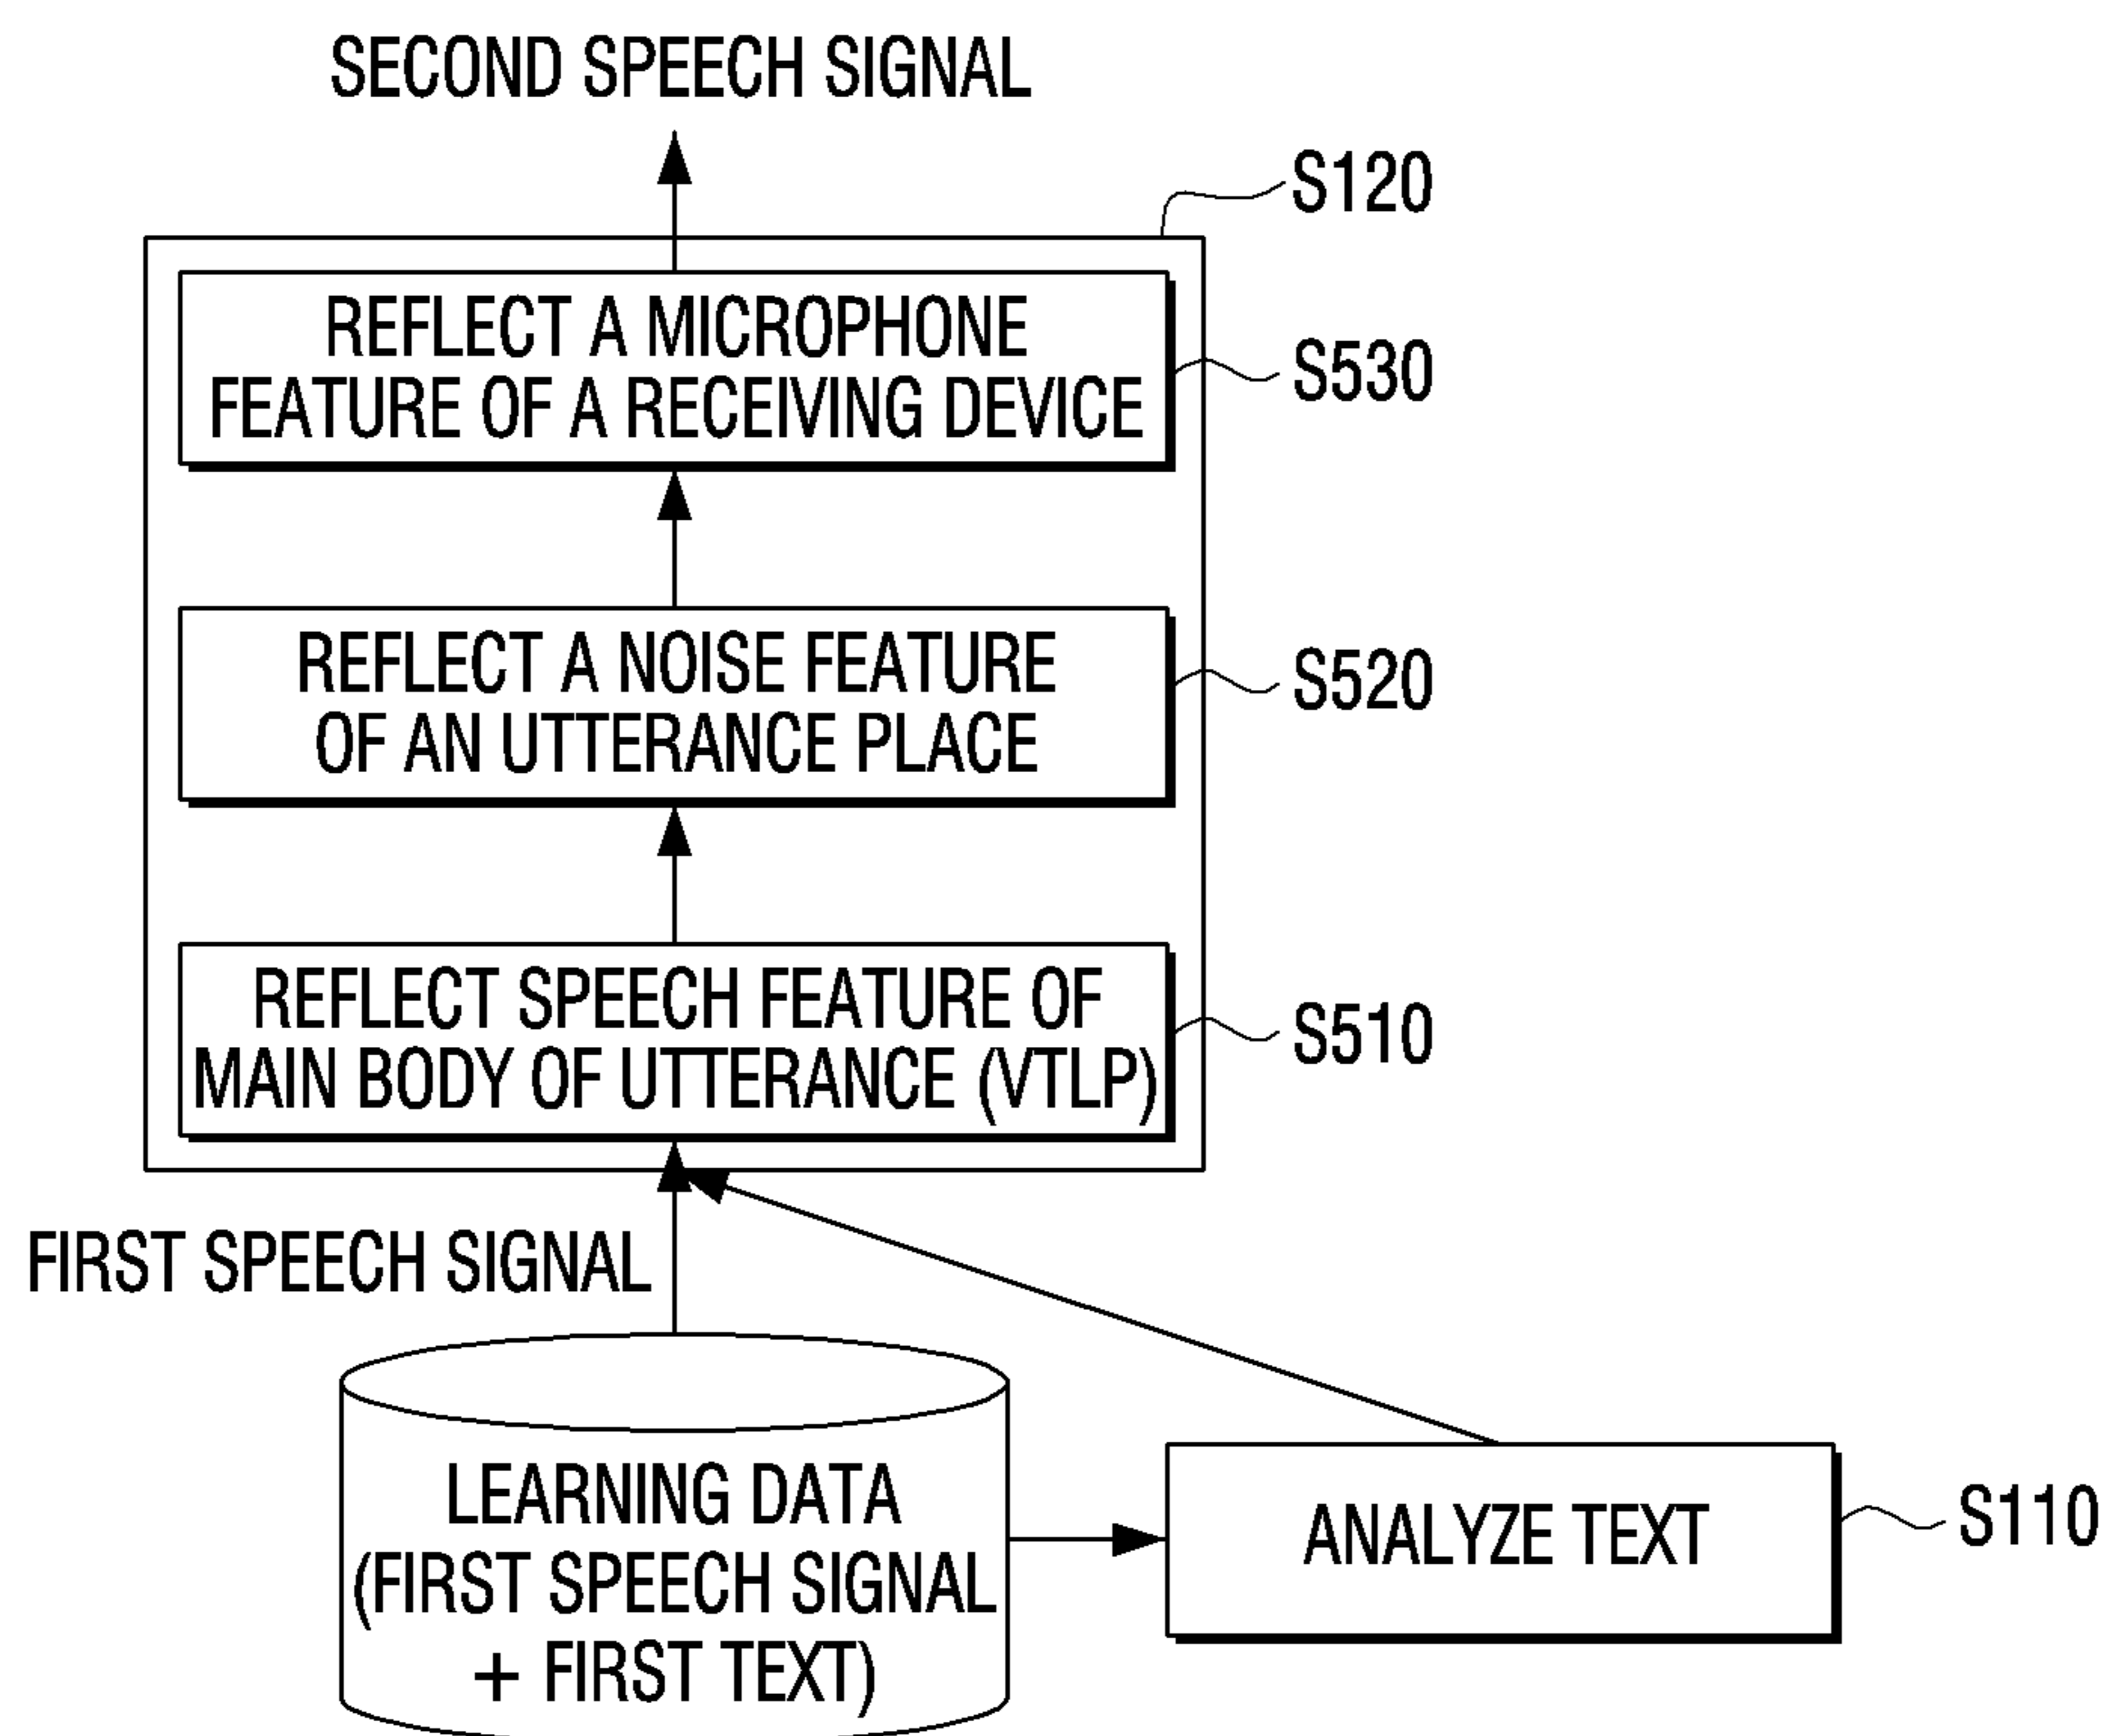 SECOND SPEECH SIGNAL
S120
REFLECT A MICROPHONE
FEATURE OF A RECEIVING DEVICE
S530
REFLECT A NOISE FEATURE
OF AN UTTERANCE PLACE
S520
REFLECT SPEECH FEATURE OF
MAIN BODY OF UTTERANCE (VTLP)
S510
FIRST SPEECH SIGNAL
LEARNING DATA
(FIRST SPEECH SIGNAL
+ FIRST TEXT)
ANALYZE TEXT
S110